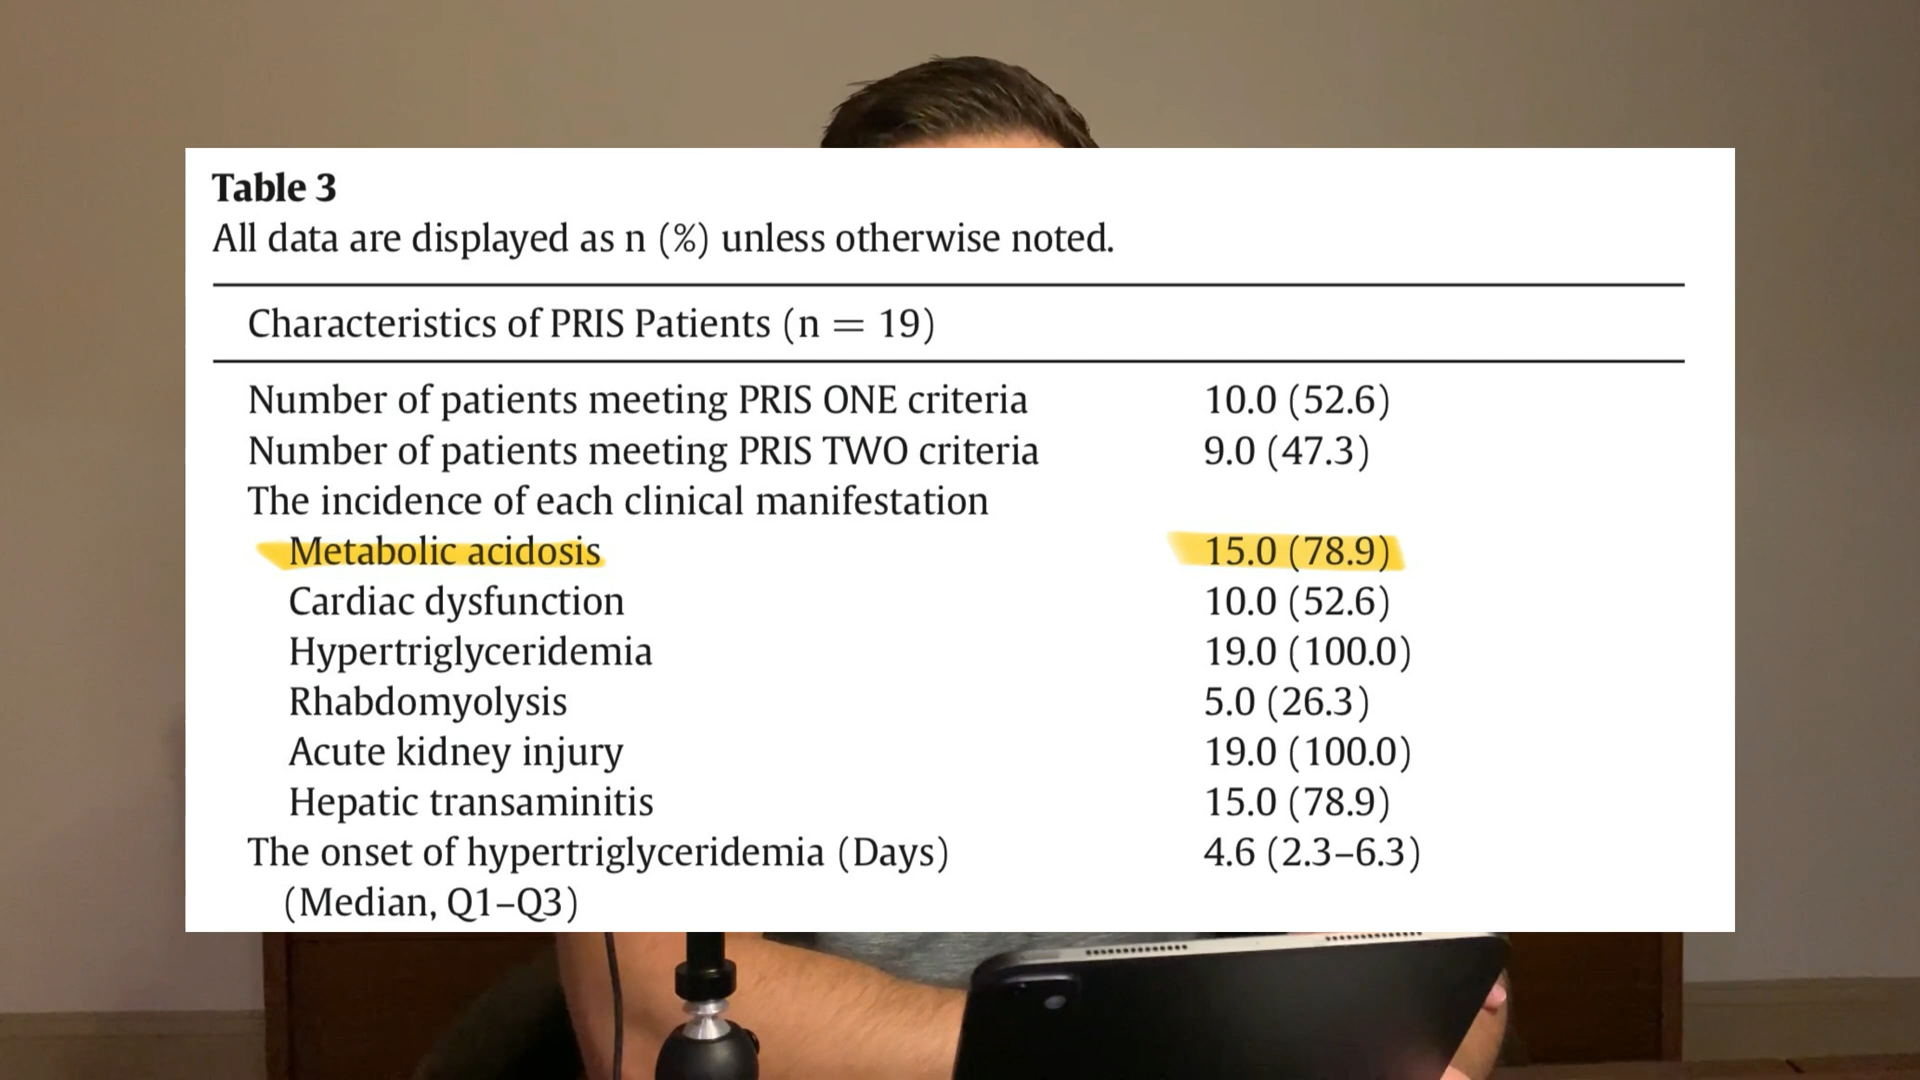 Table 3
All data are displayed as n (%) unless otherwise noted.
Characteristics of PRIS Patients (n = 19)
Number of patients meeting PRIS ONE criteria 10.0 (52.6)
Number of patients meeting PRIS TWO criteria 9.0 (47.3)
The incidence of each clinical manifestation
Metabolic acidosis 15.0 (78.9)
Cardiac dysfunction 10.0 (52.6)
Hypertriglyceridemia 19.0 (100.0)
Rhabdomyolysis 5.0 (26.3)
Acute kidney injury 19.0 (100.0)
Hepatic transaminitis 15.0 (78.9)
The onset of hypertriglyceridemia (Days) 4.6 (2.3–6.3)
(Median, Q1–Q3)